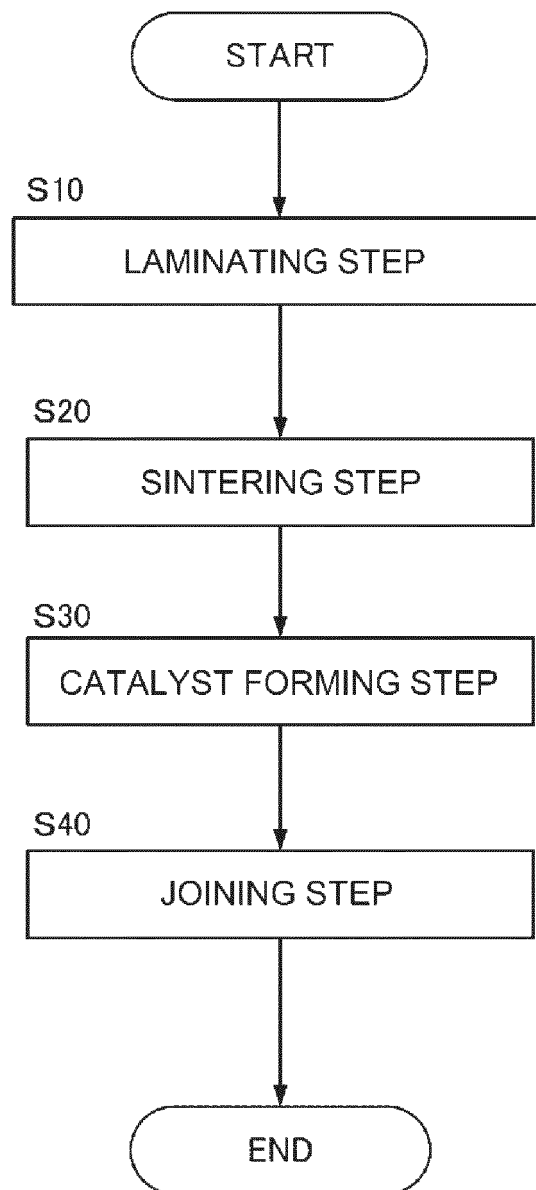 START
S10
LAMINATING STEP
S20
SINTERING STEP
S30
CATALYST FORMING STEP
S40
JOINING STEP
END